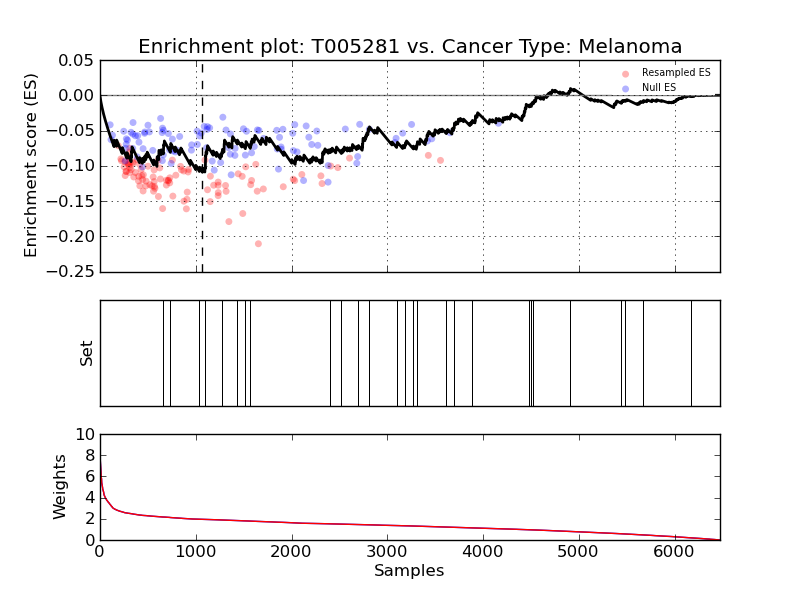 Enrichment plot: T005281 vs. Cancer Type: Melanoma
Enrichment score (ES)
0.05
0.00
−0.05
−0.10
−0.15
−0.20
−0.25
Resampled ES
Null ES
Set
Weights
10
8
6
4
2
0
0 1000 2000 3000 4000 5000 6000
Samples